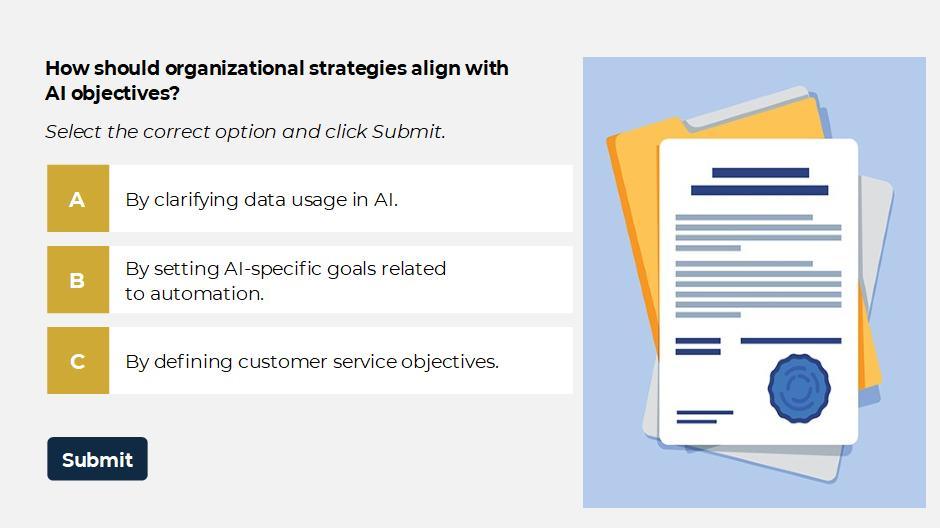 How should organizational strategies align with
AI objectives?
Select the correct option and click Submit.
A
By clarifying data usage in AI.
B
By setting AI-specific goals related
to automation.
C
By defining customer service objectives.
Submit